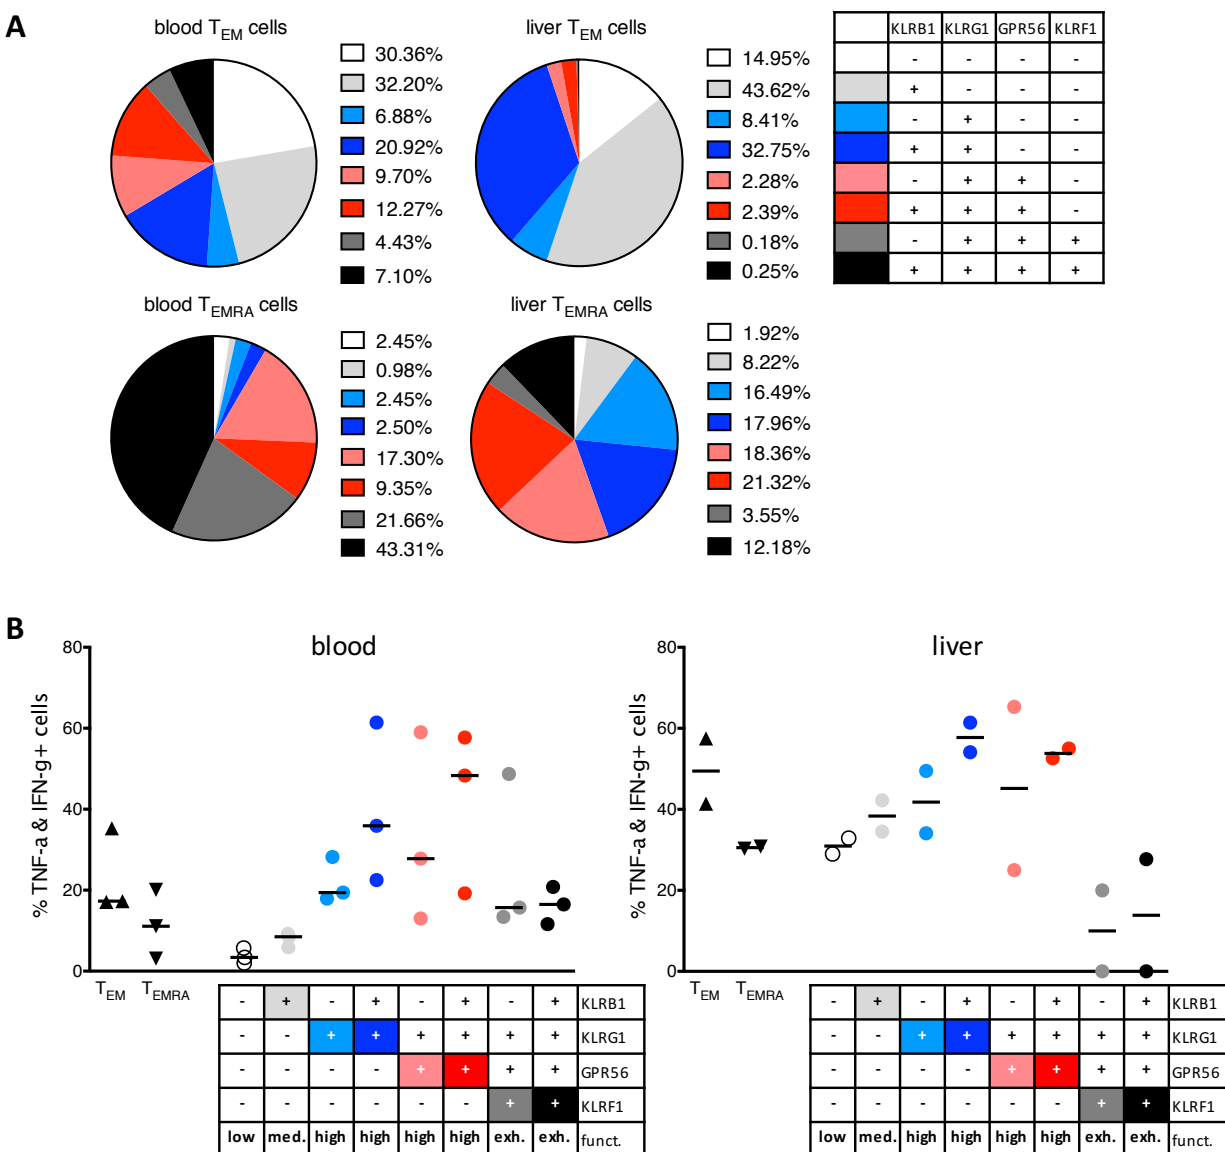 A
blood TEM cells
30.36%
32.20%
6.88%
20.92%
9.70%
12.27%
4.43%
7.10%
liver TEM cells
14.95%
43.62%
8.41%
32.75%
2.28%
2.39%
0.18%
0.25%
KLRB1 KLRG1 GPR56 KLRF1
- - - -
+ - - -
- + - -
+ + - -
- + + -
+ + + -
- + + +
+ + + +
blood TEMRA cells
2.45%
0.98%
2.45%
2.50%
17.30%
9.35%
21.66%
43.31%
liver TEMRA cells
1.92%
8.22%
16.49%
17.96%
18.36%
21.32%
3.55%
12.18%
B
blood
% TNF-a & IFN-g+ cells
80
60
40
20
0
TEM TEMRA
- + - + - + - + KLRB1
- - + + + + + + KLRG1
- - - - + + + + GPR56
- - - - - - + + KLRF1
low med. high high high high exh. exh. funct.
liver
% TNF-a & IFN-g+ cells
80
60
40
20
0
TEM TEMRA
- + - + - + - + KLRB1
- - + + + + + + KLRG1
- - - - + + + + GPR56
- - - - - - + + KLRF1
low med. high high high high exh. exh. funct.